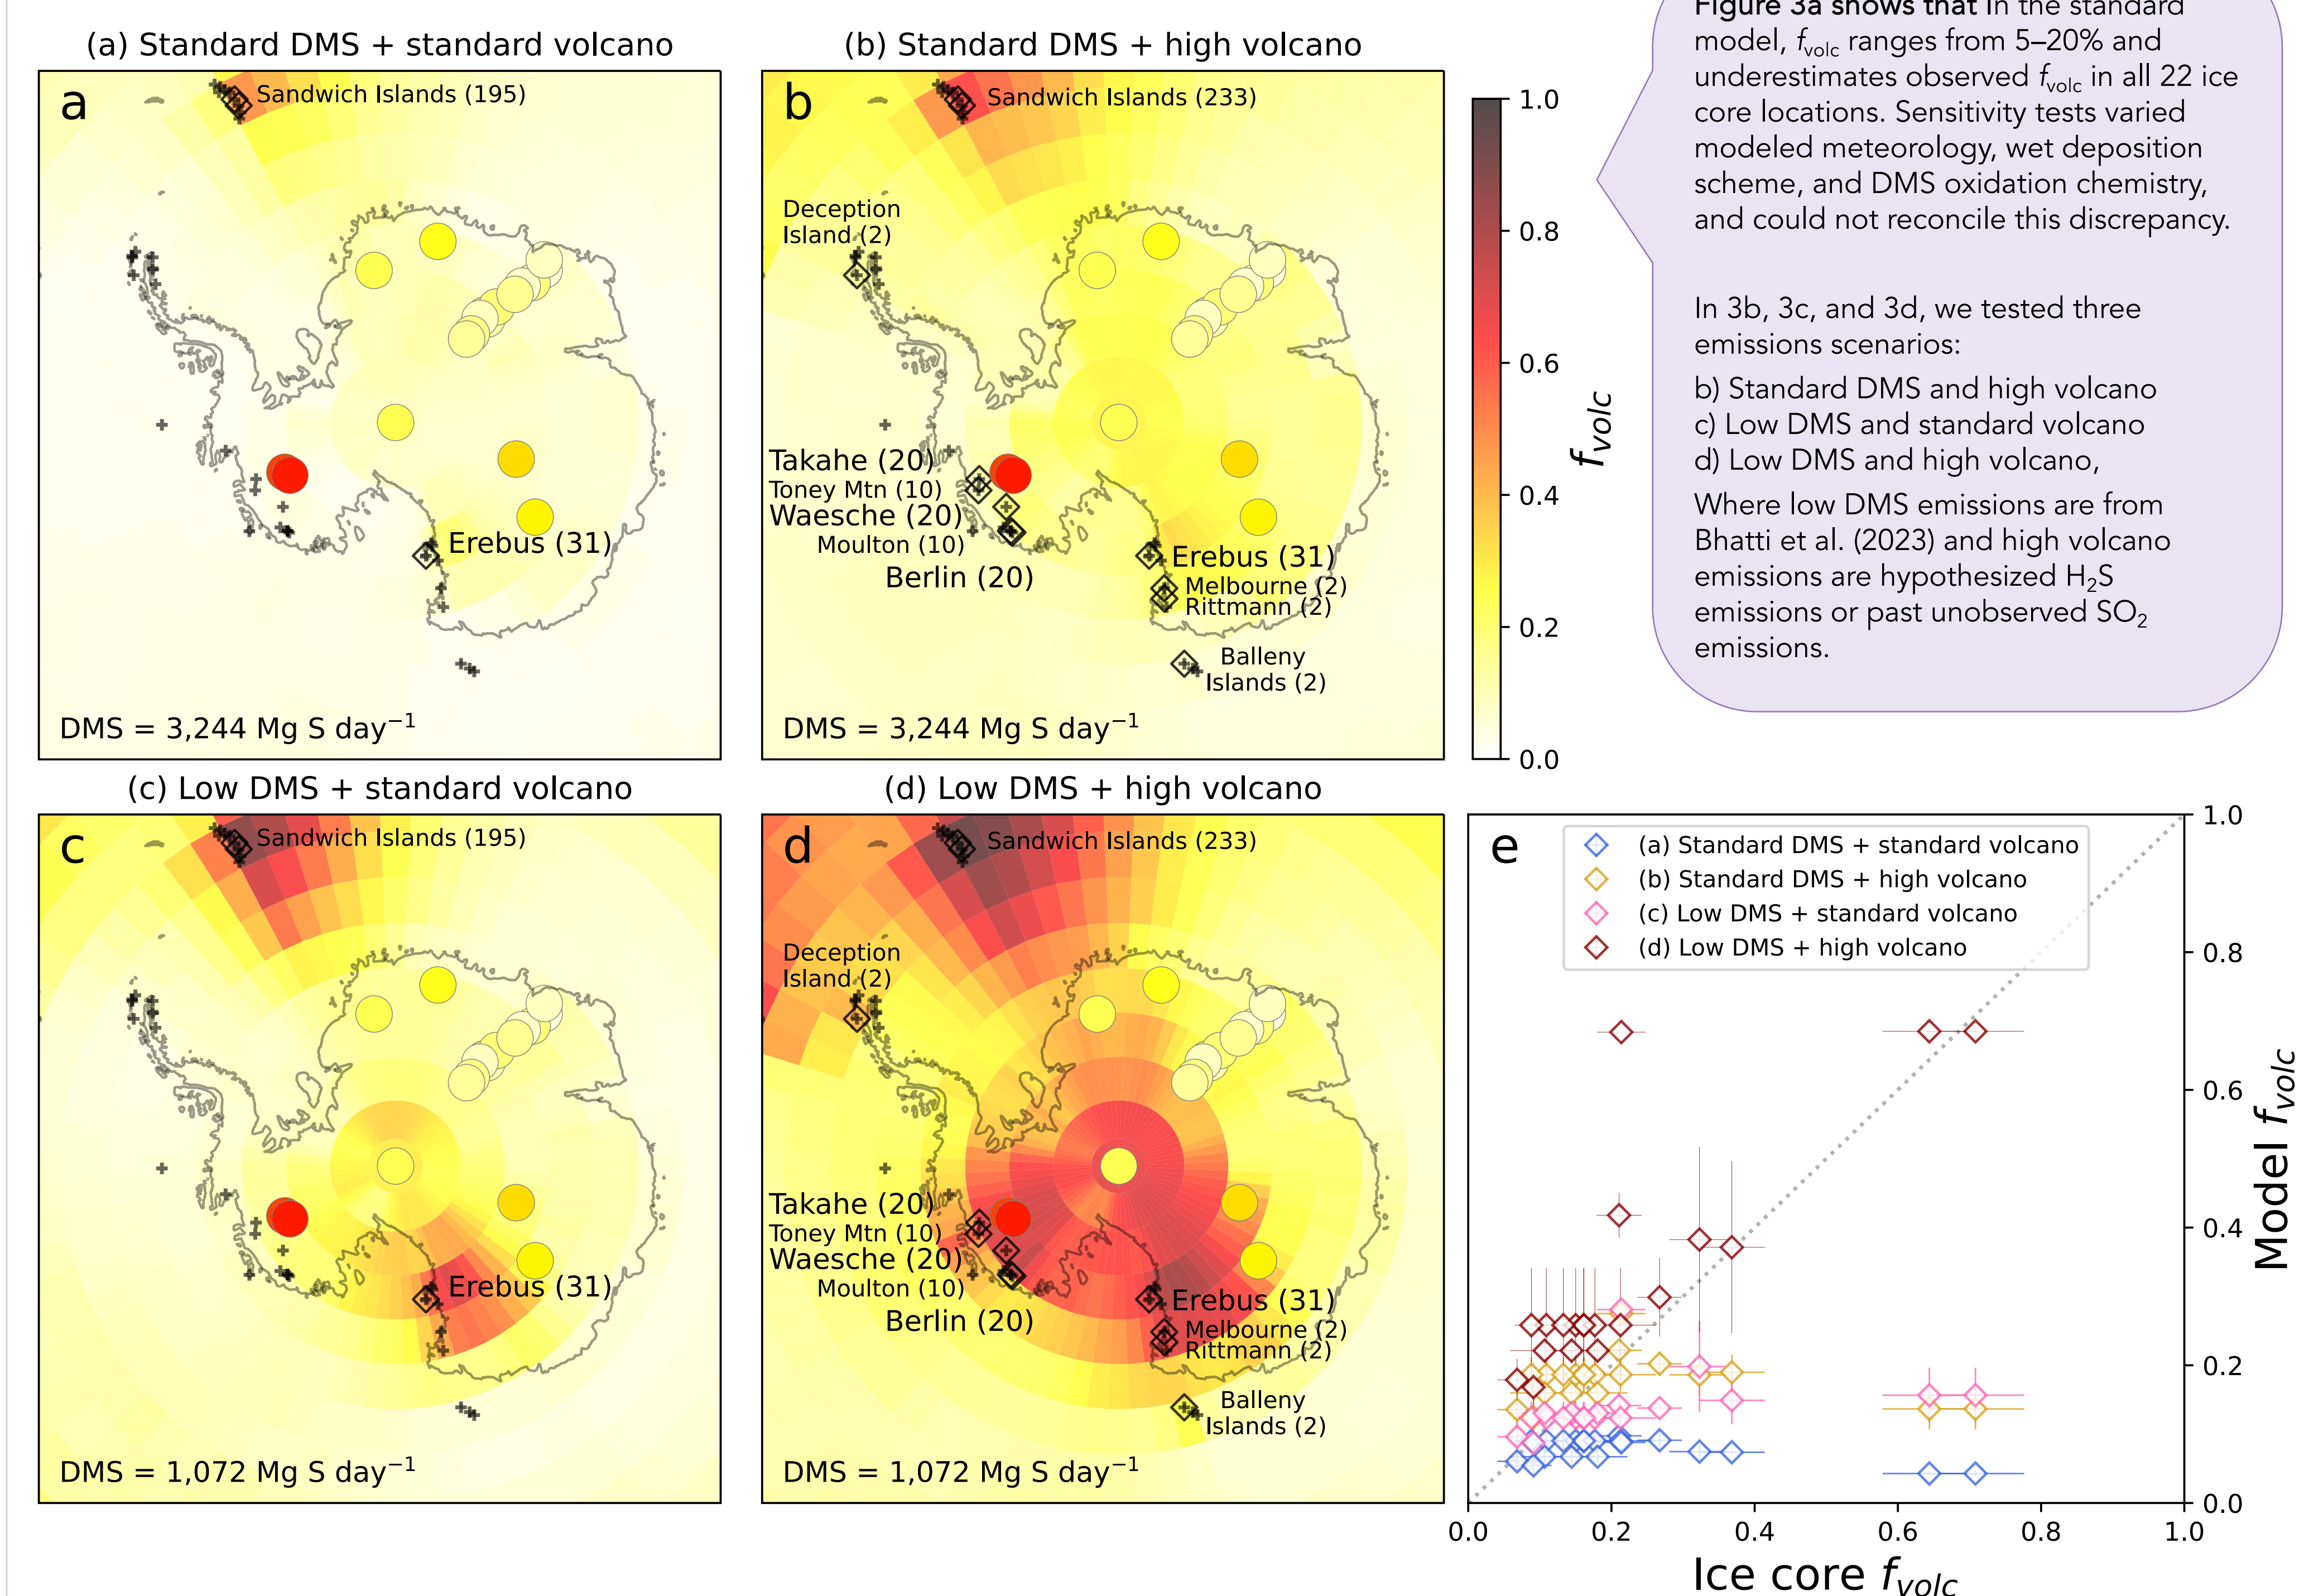 (a) Standard DMS + standard volcano
a
Sandwich Islands (195)
Erebus (31)
DMS = 3,244 Mg S day⁻¹
(b) Standard DMS + high volcano
b
Sandwich Islands (233)
Deception
Island (2)
Takahe (20)
Toney Mtn (10)
Waesche (20)
Moulton (10)
Berlin (20)
Erebus (31)
Melbourne (2)
Rittmann (2)
Balleny
Islands (2)
DMS = 3,244 Mg S day⁻¹
1.0
0.8
0.6
0.4
0.2
0.0
f_volc
Figure 3a shows that In the standard
model, f_volc ranges from 5–20% and
underestimates observed f_volc in all 22 ice
core locations. Sensitivity tests varied
modeled meteorology, wet deposition
scheme, and DMS oxidation chemistry,
and could not reconcile this discrepancy.
In 3b, 3c, and 3d, we tested three
emissions scenarios:
b) Standard DMS and high volcano
c) Low DMS and standard volcano
d) Low DMS and high volcano,
Where low DMS emissions are from
Bhatti et al. (2023) and high volcano
emissions are hypothesized H₂S
emissions or past unobserved SO₂
emissions.
(c) Low DMS + standard volcano
c
Sandwich Islands (195)
Erebus (31)
DMS = 1,072 Mg S day⁻¹
(d) Low DMS + high volcano
d
Sandwich Islands (233)
Deception
Island (2)
Takahe (20)
Toney Mtn (10)
Waesche (20)
Moulton (10)
Berlin (20)
Erebus (31)
Melbourne (2)
Rittmann (2)
Balleny
Islands (2)
DMS = 1,072 Mg S day⁻¹
e
(a) Standard DMS + standard volcano
(b) Standard DMS + high volcano
(c) Low DMS + standard volcano
(d) Low DMS + high volcano
1.0
0.8
0.6
0.4
0.2
0.0
Model f_volc
0.0 0.2 0.4 0.6 0.8 1.0
Ice core f_volc